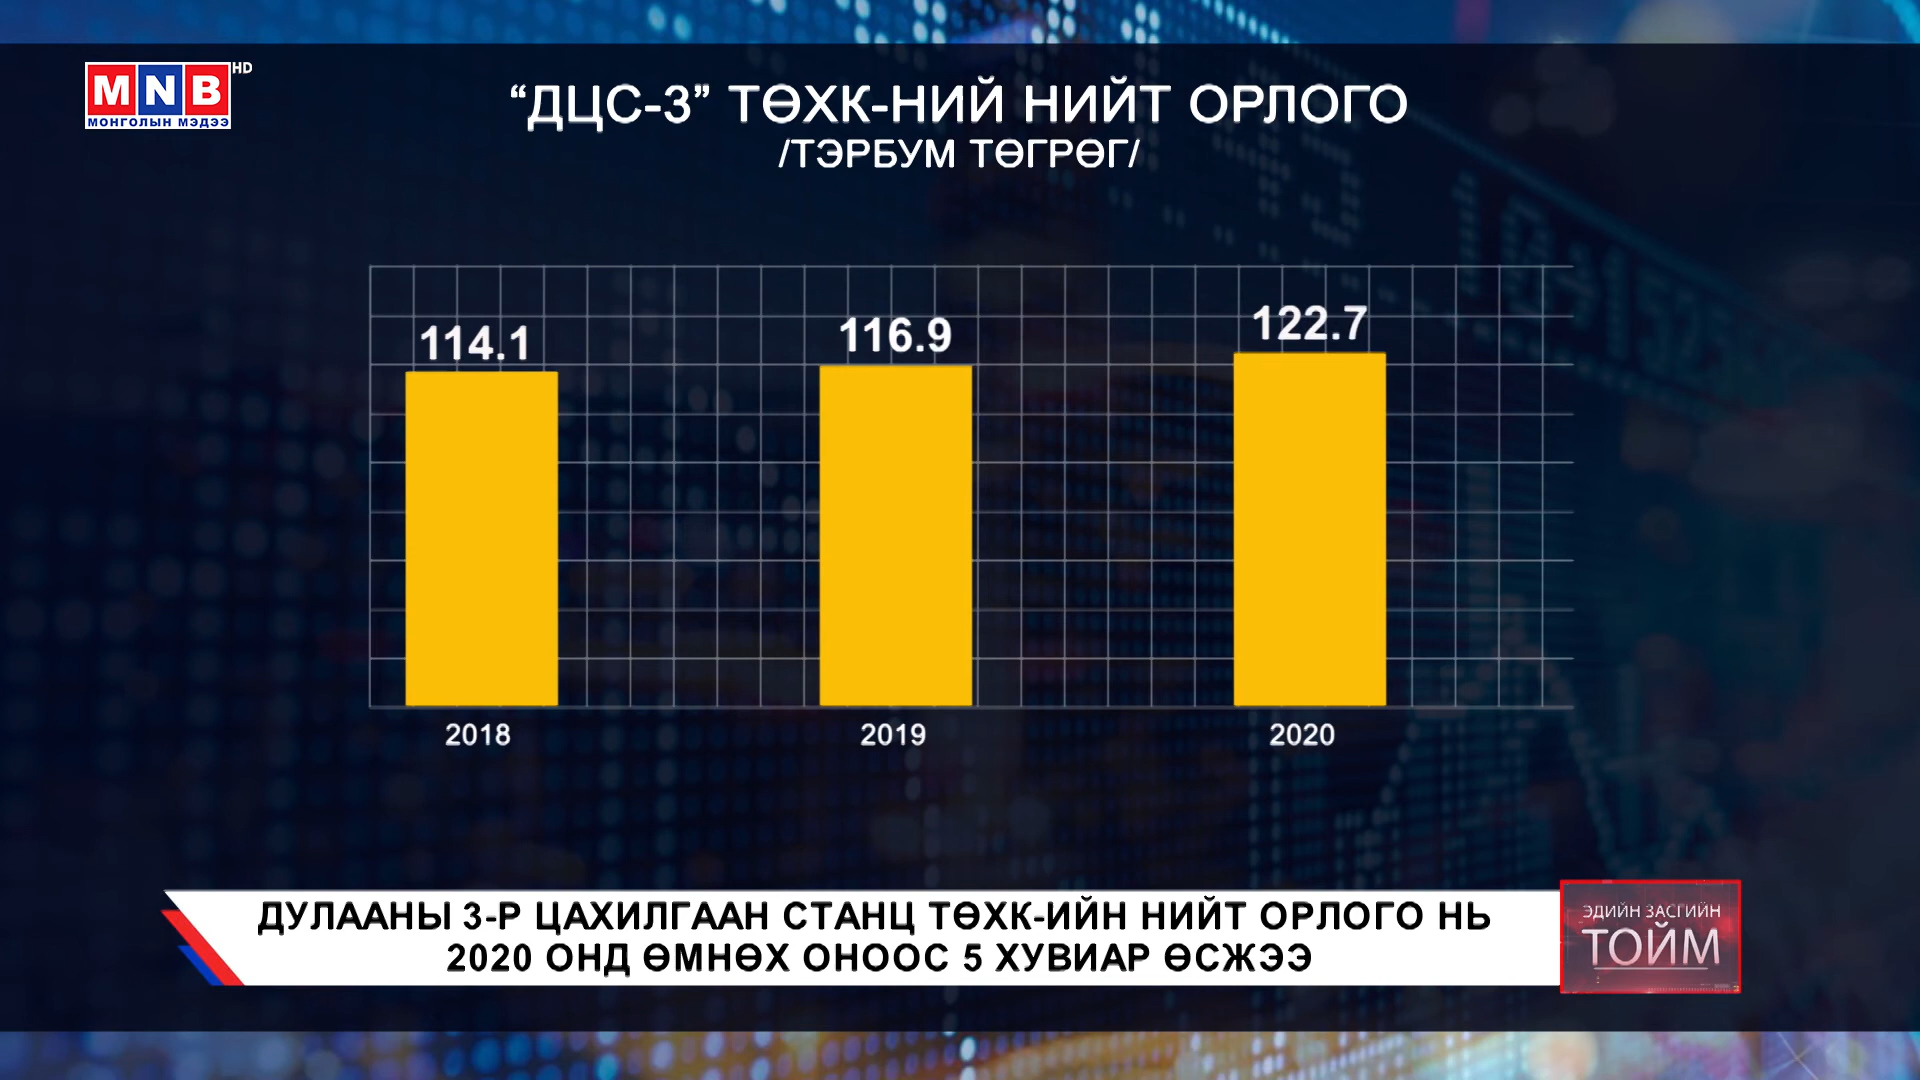 MNB HD
МОНГОЛЫН МЭДЭЭ
“ДЦС-3” ТӨХК-НИЙ НИЙТ ОРЛОГО
/ТЭРБУМ ТӨГРӨГ/
114.1
116.9
122.7
2018
2019
2020
ДУЛААНЫ 3-Р ЦАХИЛГААН СТАНЦ ТӨХК-ИЙН НИЙТ ОРЛОГО НЬ
2020 ОНД ӨМНӨХ ОНООС 5 ХУВИАР ӨСЖЭЭ
ЭДИЙН ЗАСГИЙН
ТОЙМ